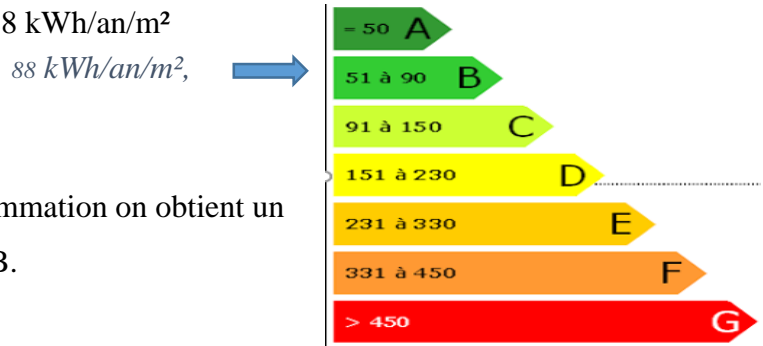 8 kWh/an/m²
= 50 A
88 kWh/an/m²,
51 à 90 B
91 à 150 C
151 à 230 D
mmation on obtient un
231 à 330 E
B.
331 à 450 F
> 450 G